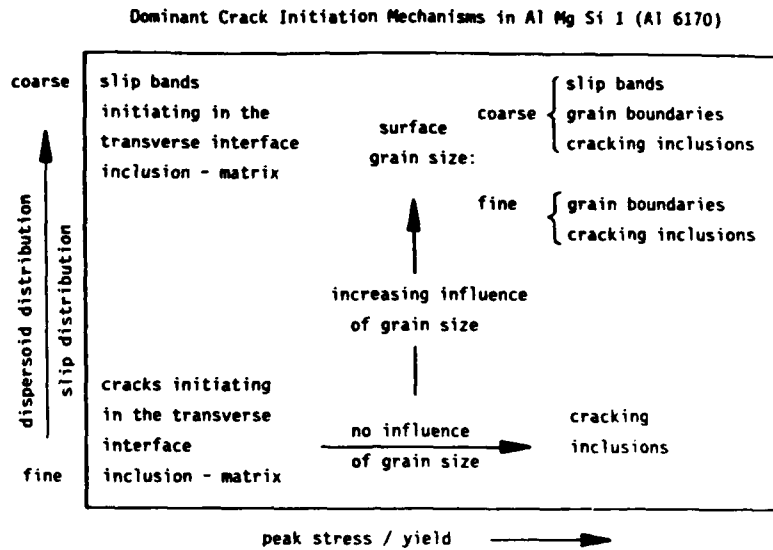 Dominant Crack Initiation Mechanisms in Al Mg Si 1 (Al 6170)
coarse
slip bands
initiating in the
transverse interface
inclusion - matrix
surface
grain size:
coarse
slip bands
grain boundaries
cracking inclusions
fine
grain boundaries
cracking inclusions
increasing influence
of grain size
dispersoid distribution
slip distribution
cracks initiating
in the transverse
interface
inclusion - matrix
no influence
of grain size
cracking
inclusions
fine
peak stress / yield